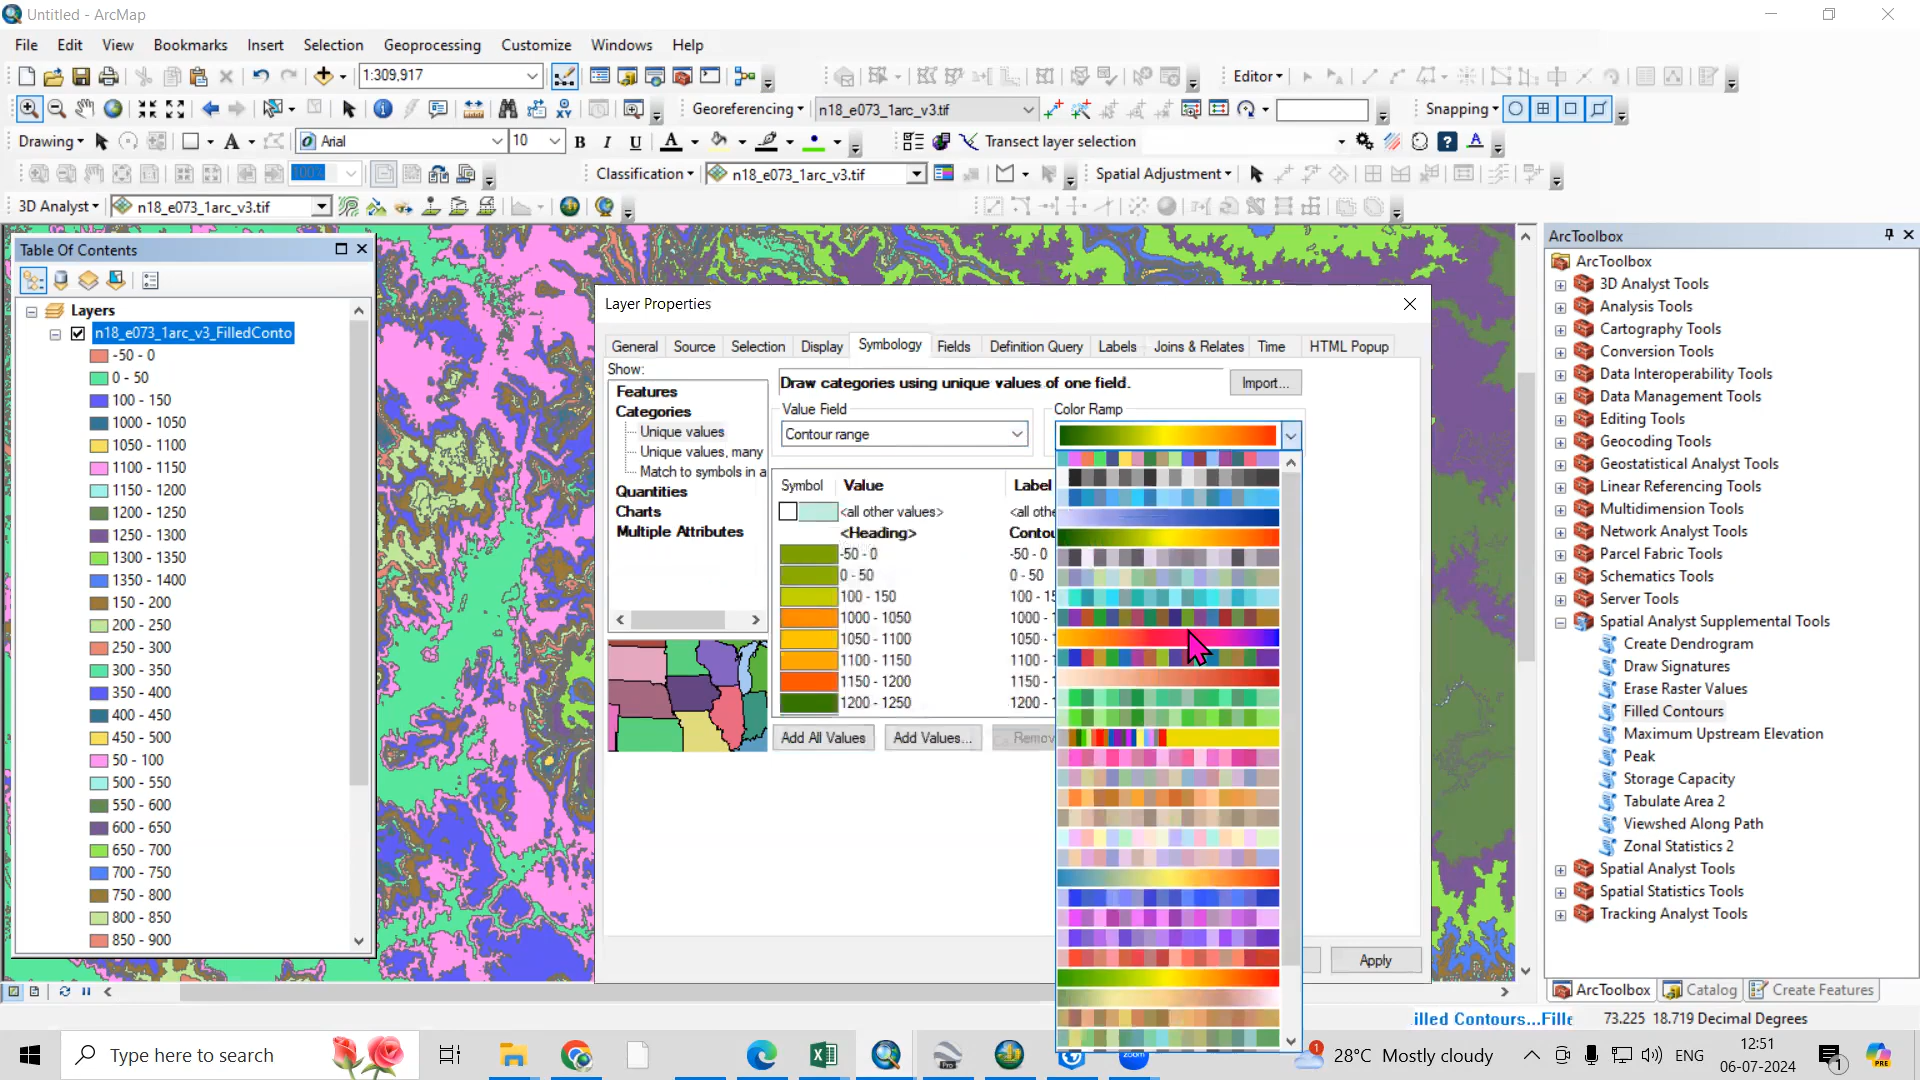 Untitled - ArcMap
File Edit View Bookmarks Insert Selection Geoprocessing Customize Windows Help
1:309,917
Editor
Georeferencing n18_e073_1arc_v3.tif
Snapping
Drawing Arial 10 B I U A
Transect layer selection
100%
Classification n18_e073_1arc_v3.tif
Spatial Adjustment
3D Analyst n18_e073_1arc_v3.tif
Table Of Contents
Layers
n18_e073_1arc_v3_FilledConto
-50 - 0
0 - 50
100 - 150
1000 - 1050
1050 - 1100
1100 - 1150
1150 - 1200
1200 - 1250
1250 - 1300
1300 - 1350
1350 - 1400
150 - 200
200 - 250
250 - 300
300 - 350
350 - 400
400 - 450
450 - 500
50 - 100
500 - 550
550 - 600
600 - 650
650 - 700
700 - 750
750 - 800
800 - 850
850 - 900
Layer Properties
General Source Selection Display Symbology Fields Definition Query Labels Joins & Relates Time HTML Popup
Show:
Features
Categories
Unique values
Unique values, many
Match to symbols in a
Quantities
Charts
Multiple Attributes
Draw categories using unique values of one field.
Import...
Value Field
Contour range
Color Ramp
Symbol Value Label
<all other values> <all othe
<Heading> Contou
-50 - 0 -50 - 0
0 - 50 0 - 50
100 - 150 100 - 15
1000 - 1050 1000 -
1050 - 1100 1050 -
1100 - 1150 1100 -
1150 - 1200 1150 -
1200 - 1250 1200 -
Add All Values Add Values... Remov
Apply
ArcToolbox
ArcToolbox
3D Analyst Tools
Analysis Tools
Cartography Tools
Conversion Tools
Data Interoperability Tools
Data Management Tools
Editing Tools
Geocoding Tools
Geostatistical Analyst Tools
Linear Referencing Tools
Multidimension Tools
Network Analyst Tools
Parcel Fabric Tools
Schematics Tools
Server Tools
Spatial Analyst Supplemental Tools
Create Dendrogram
Draw Signatures
Erase Raster Values
Filled Contours
Maximum Upstream Elevation
Peak
Storage Capacity
Tabulate Area 2
Viewshed Along Path
Zonal Statistics 2
Spatial Analyst Tools
Spatial Statistics Tools
Tracking Analyst Tools
ArcToolbox Catalog Create Features
illed Contours...Fille 73.225 18.719 Decimal Degrees
Type here to search
zoom
1
28°C Mostly cloudy
ENG
12:51
06-07-2024
1
PRE